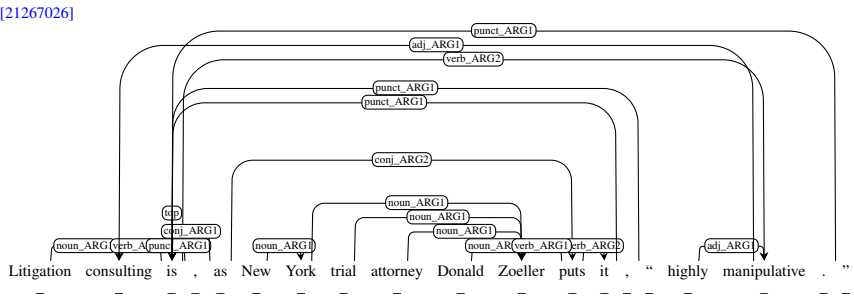 [21267026]
punct_ARG1
adj_ARG1
verb_ARG2
punct_ARG1
punct_ARG1
conj_ARG2
noun_ARG1
top
noun_ARG1
conj_ARG1
noun_ARG1
noun_ARG verb_A punct_ARG1 noun_ARG1 noun_AR verb_ARG1 erb_ARG2 adj_ARG1
Litigation consulting is , as New York trial attorney Donald Zoeller puts it , “ highly manipulative . ”
_ _ _ _ _ _ _ _ _ _ _ _ _ _ _ _ _ _ _